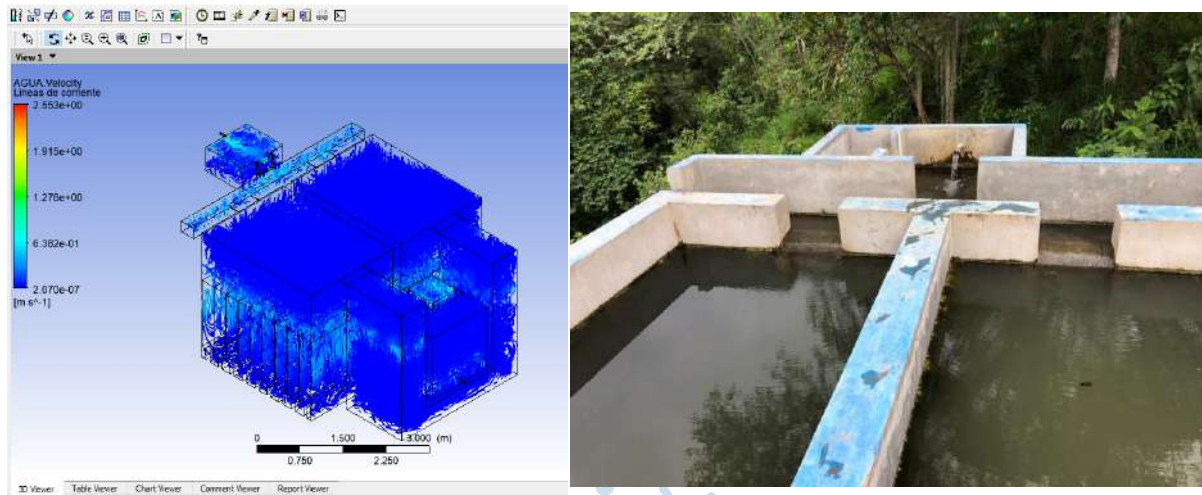 View 1
AGUA.Velocity
Líneas de corriente
2.553e+00
1.915e+00
1.276e+00
6.382e-01
2.070e-07
[m s^-1]
0 1.500 3.000 (m)
0.750 2.250
3D Viewer Table Viewer Chart Viewer Comment Viewer Report Viewer